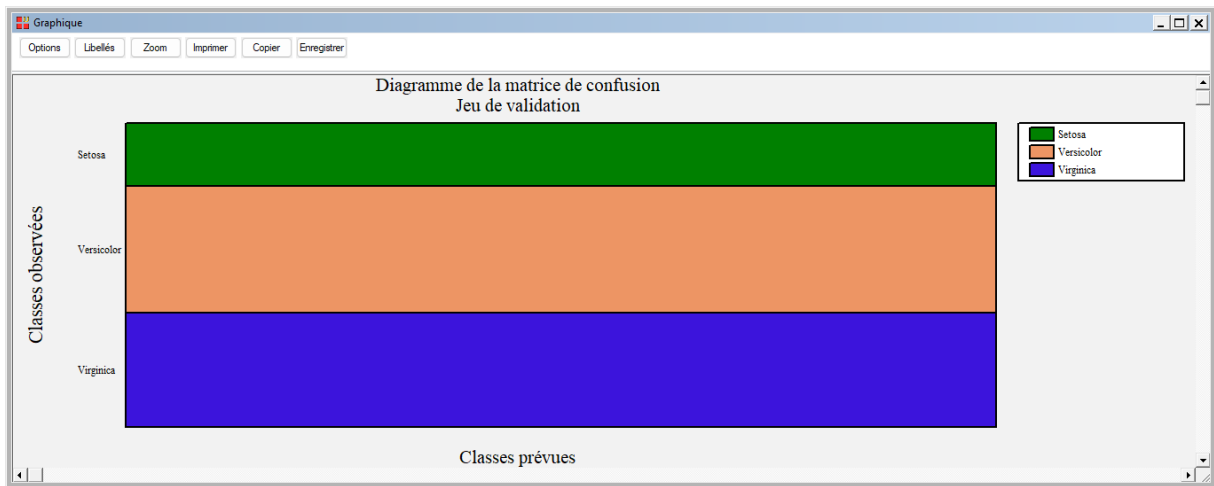 Graphique
Options Libellés Zoom Imprimer Copier Enregistrer
Diagramme de la matrice de confusion
Jeu de validation
Setosa
Versicolor
Virginica
Classes observées
Setosa
Versicolor
Virginica
Classes prévues